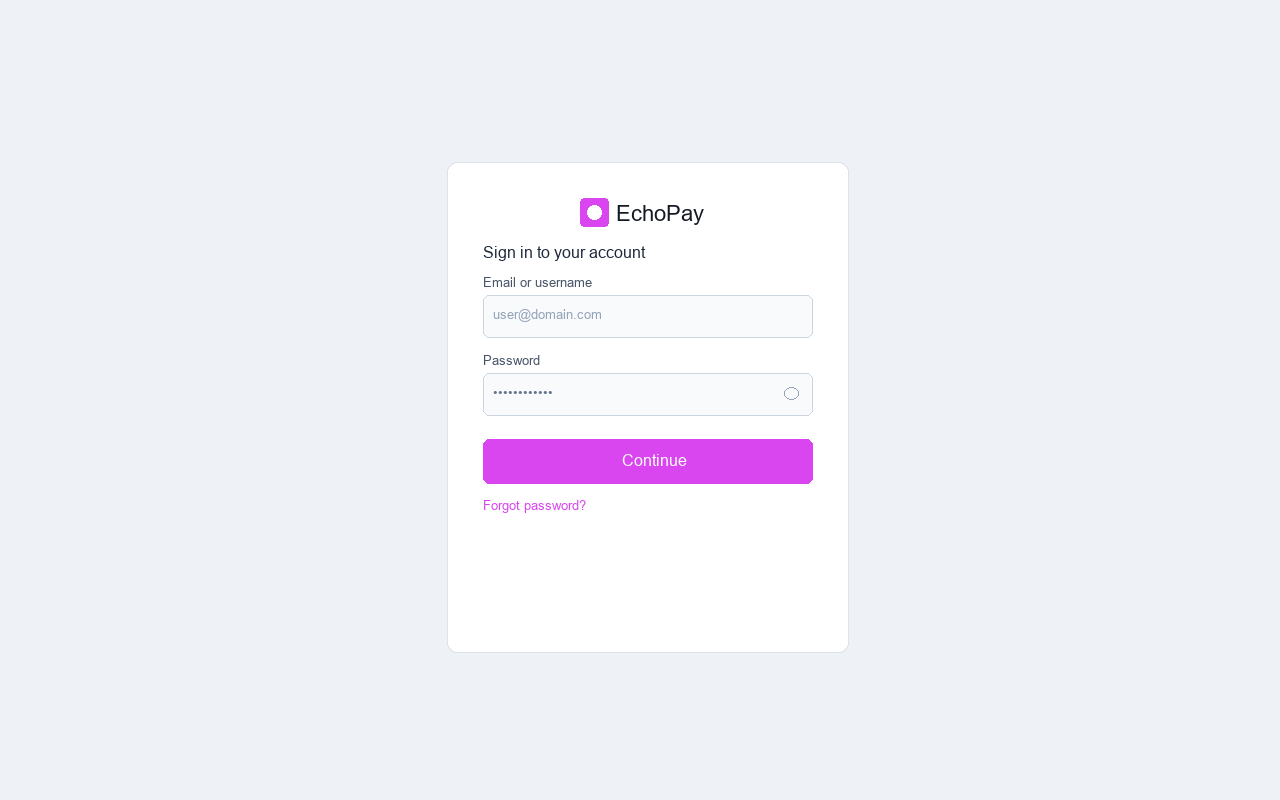 EchoPay
Sign in to your account
Email or username
user@domain.com
Password
••••••••••••
Continue
Forgot password?